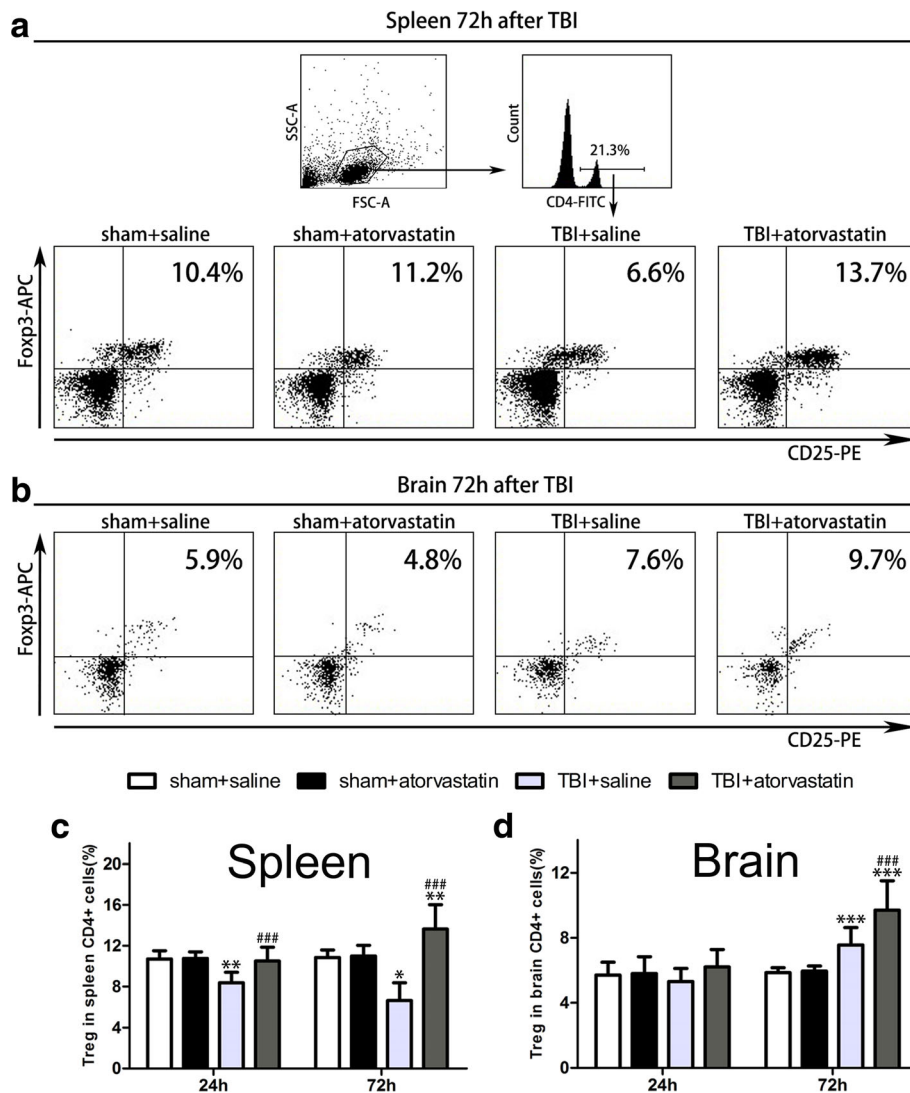 a
Spleen 72h after TBI
SSC-A
FSC-A
Count
21.3%
CD4-FITC
sham+saline
sham+atorvastatin
TBI+saline
TBI+atorvastatin
Foxp3-APC
10.4%
11.2%
6.6%
13.7%
CD25-PE
b
Brain 72h after TBI
sham+saline
sham+atorvastatin
TBI+saline
TBI+atorvastatin
Foxp3-APC
5.9%
4.8%
7.6%
9.7%
CD25-PE
sham+saline
sham+atorvastatin
TBI+saline
TBI+atorvastatin
c
Spleen
Treg in spleen CD4+ cells(%)
20
16
12
8
4
0
**
###
*
###
**
24h
72h
d
Brain
Treg in brain CD4+ cells(%)
12
8
4
0
***
###
***
24h
72h